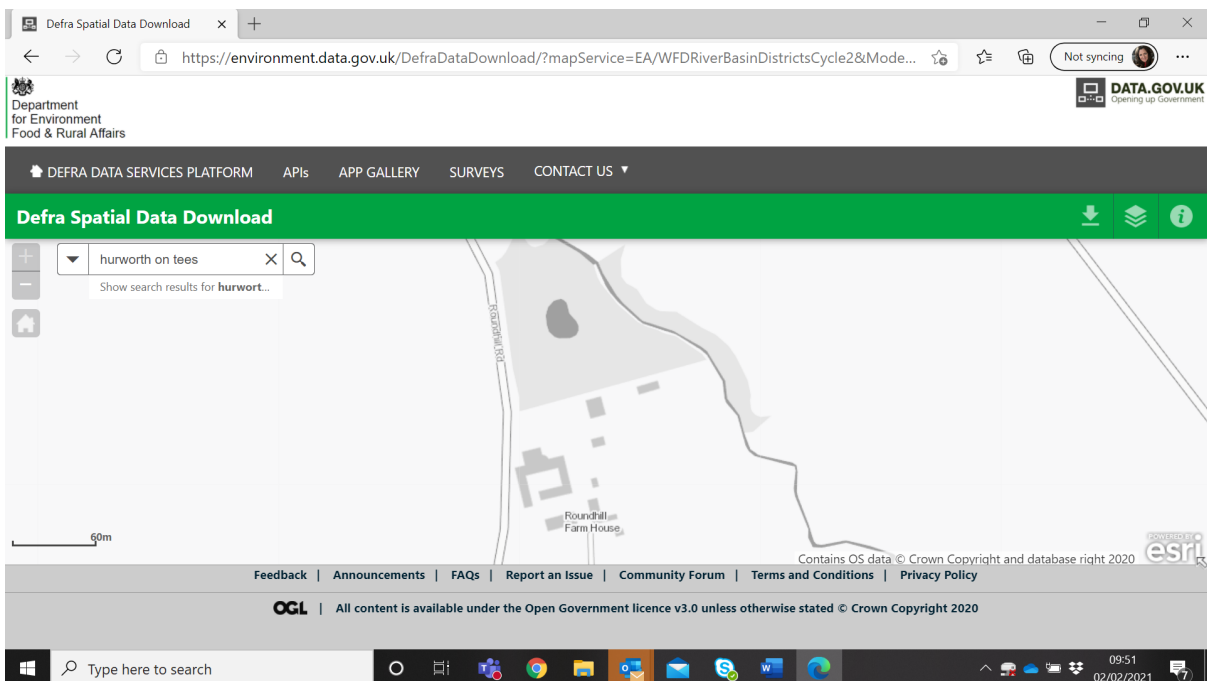 Defra Spatial Data Download
https://environment.data.gov.uk/DefraDataDownload/?mapService=EA/WFDRiverBasinDistrictsCycle2&Mode...
Not syncing
Department
for Environment
Food & Rural Affairs
DATA.GOV.UK
Opening up Government
DEFRA DATA SERVICES PLATFORM APIs APP GALLERY SURVEYS CONTACT US
Defra Spatial Data Download
hurworth on tees
Show search results for hurwort...
Roundhill Rd
Roundhill
Farm House
60m
Contains OS data © Crown Copyright and database right 2020
POWERED BY
esri
Feedback | Announcements | FAQs | Report an Issue | Community Forum | Terms and Conditions | Privacy Policy
OGL | All content is available under the Open Government licence v3.0 unless otherwise stated © Crown Copyright 2020
Type here to search
09:51
02/02/2021
7